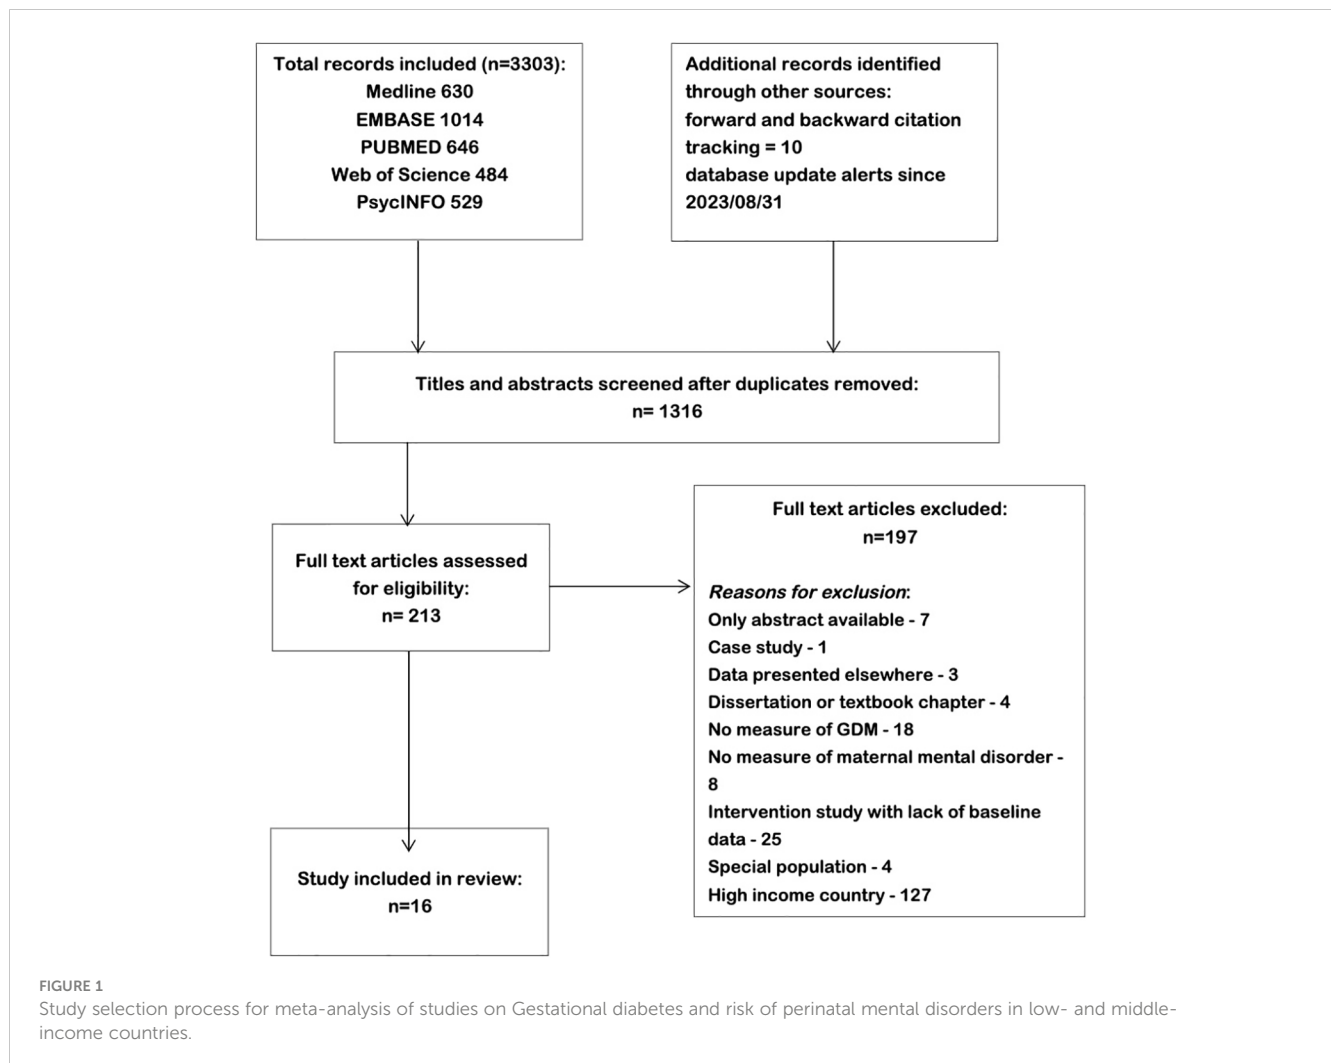 Total records included (n=3303):
Medline 630
EMBASE 1014
PUBMED 646
Web of Science 484
PsycINFO 529
Additional records identified
through other sources:
forward and backward citation
tracking = 10
database update alerts since
2023/08/31
Titles and abstracts screened after duplicates removed:
n= 1316
Full text articles assessed
for eligibility:
n= 213
Full text articles excluded:
n=197
Reasons for exclusion:
Only abstract available - 7
Case study - 1
Data presented elsewhere - 3
Dissertation or textbook chapter - 4
No measure of GDM - 18
No measure of maternal mental disorder -
8
Intervention study with lack of baseline
data - 25
Special population - 4
High income country - 127
Study included in review:
n=16
FIGURE 1
Study selection process for meta-analysis of studies on Gestational diabetes and risk of perinatal mental disorders in low- and middle-
income countries.